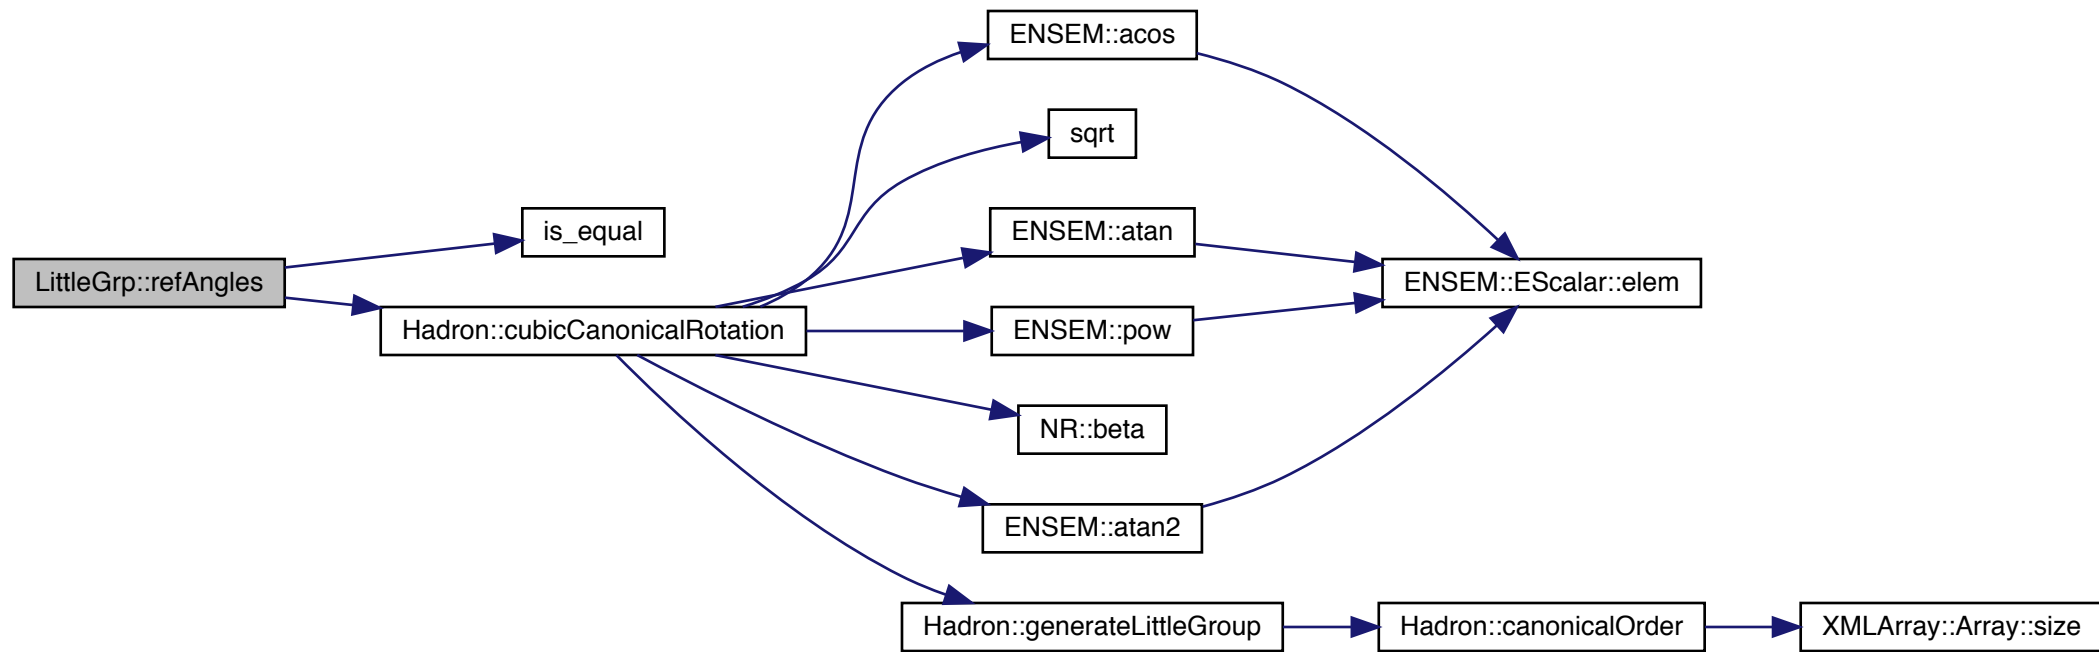 ENSEM::acos
sqrt
is_equal
ENSEM::atan
LittleGrp::refAngles
ENSEM::EScalar::elem
Hadron::cubicCanonicalRotation
ENSEM::pow
NR::beta
ENSEM::atan2
Hadron::generateLittleGroup
Hadron::canonicalOrder
XMLArray::Array::size